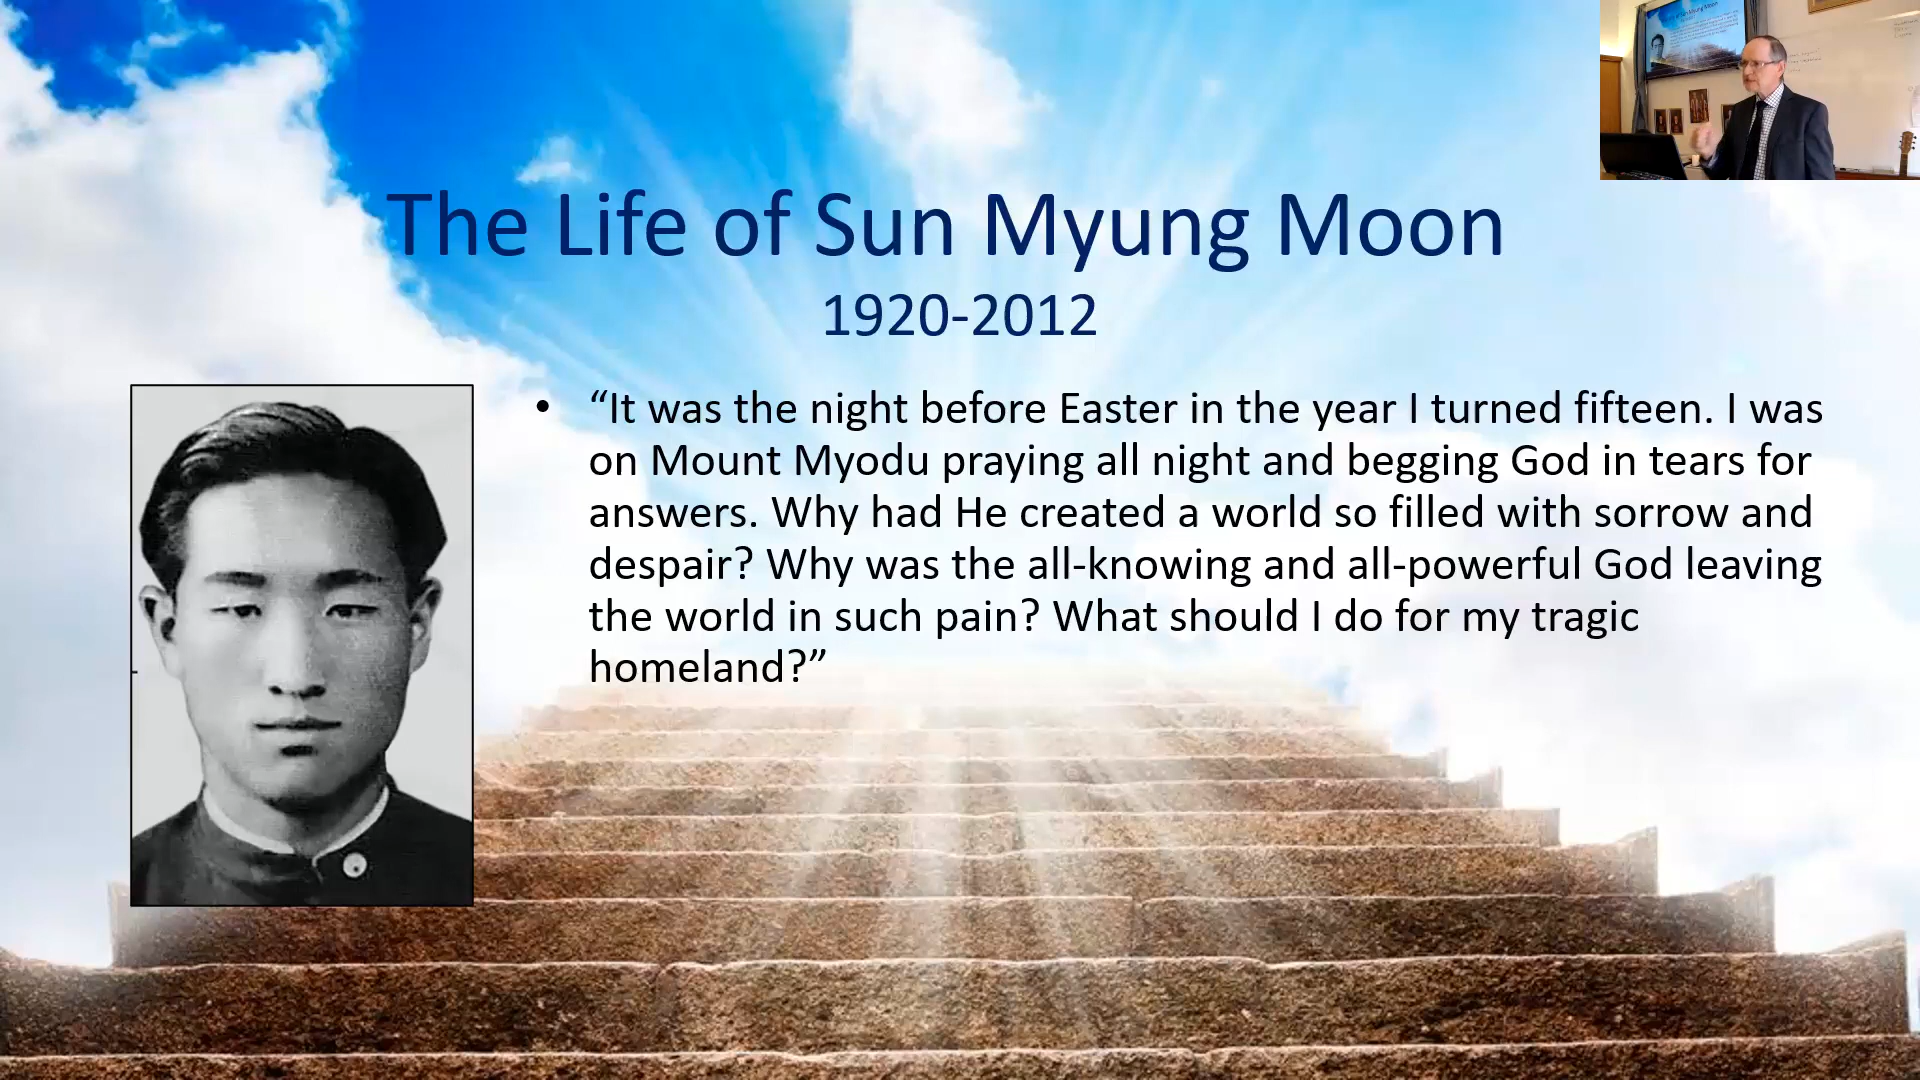 The Life of Sun Myung Moon
1920-2012
• “It was the night before Easter in the year I turned fifteen. I was
on Mount Myodu praying all night and begging God in tears for
answers. Why had He created a world so filled with sorrow and
despair? Why was the all-knowing and all-powerful God leaving
the world in such pain? What should I do for my tragic
homeland?”